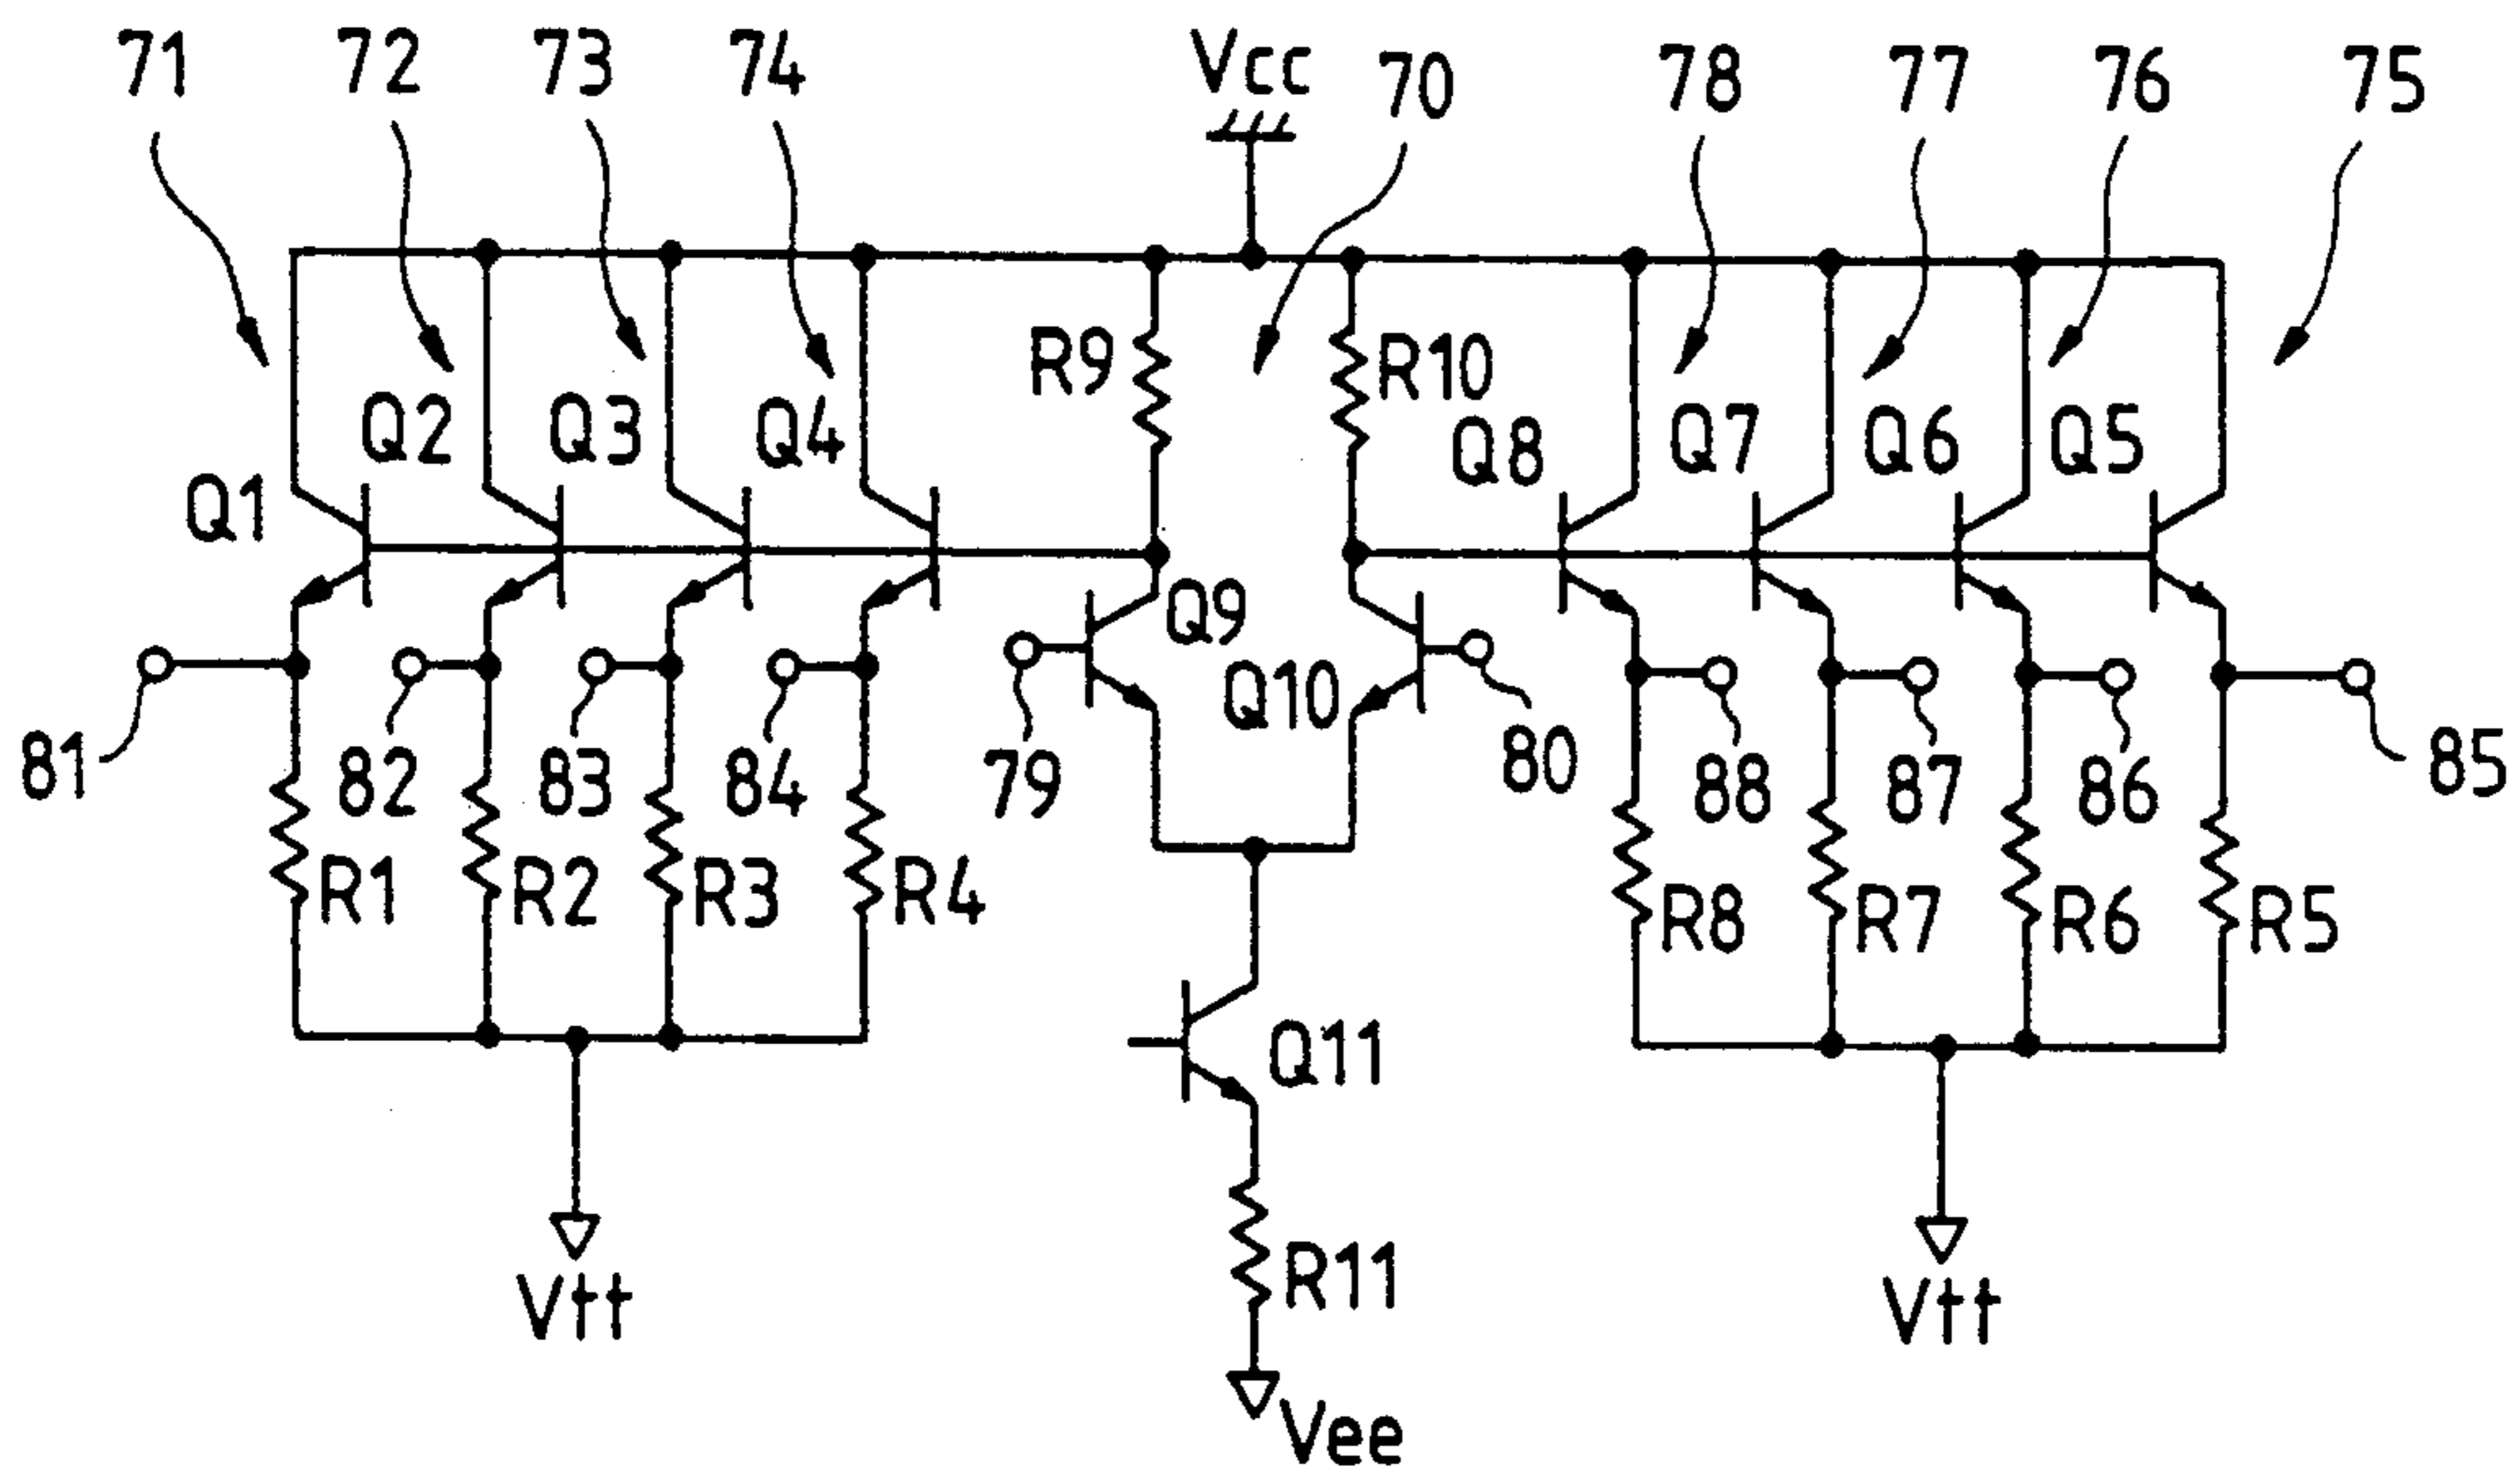 71 72 73 74 Vcc 70 78 77 76 75
R9 R10
Q2 Q3 Q4 Q8 Q7 Q6 Q5
Q1
Q9
Q10
81 82 83 84 79 80 88 87 86 85
R1 R2 R3 R4 R8 R7 R6 R5
Q11
Vtt R11 Vtt
Vee